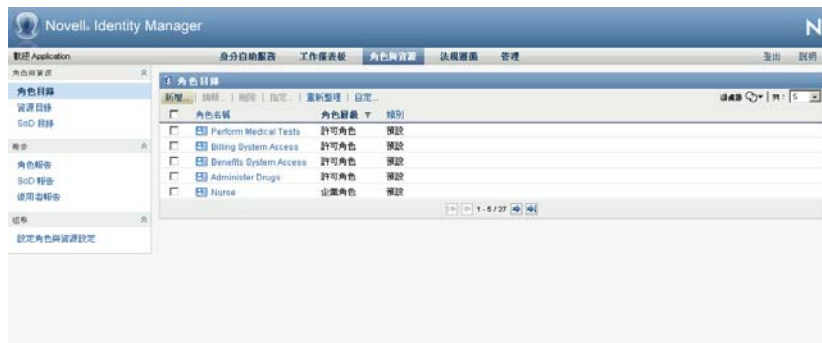 Novell® Identity Manager
N
歡迎 Application
身分自助服務 工作儀表板 角色與資源 法規遵循 管理
登出 說明
角色與資源
角色目錄
資源目錄
SoD 目錄
報告
角色報告
SoD 報告
使用者報告
組態
設定角色與資源設定
角色目錄
新增... | 編輯... | 刪除 | 指定... | 重新整理 | 自定...
過濾器 | 列: 5
角色名稱 角色層級 類別
Perform Medical Tests 許可角色 預設
Billing System Access 許可角色 預設
Benefits System Access 許可角色 預設
Administer Drugs 許可角色 預設
Nurse 企業角色 預設
1 - 5 / 27